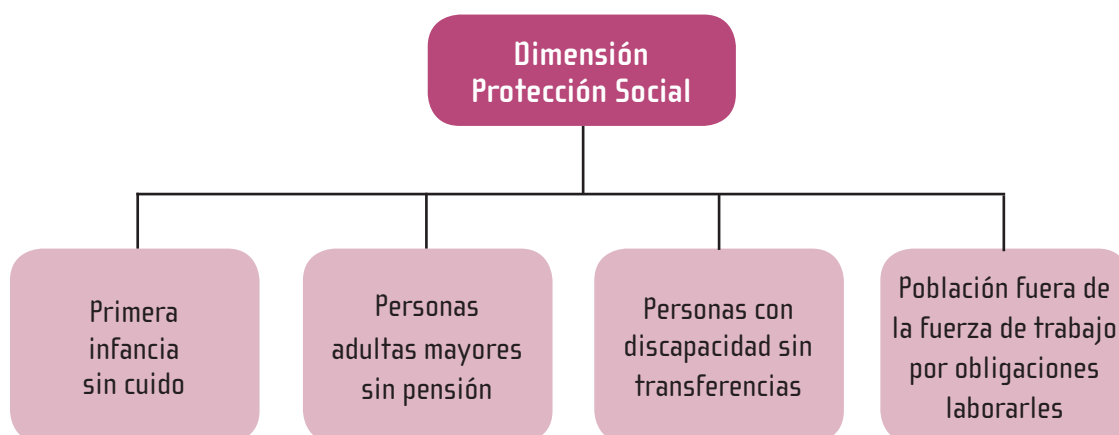 Dimensión
Protección Social
Primera
infancia
sin cuido
Personas
adultas mayores
sin pensión
Personas con
discapacidad sin
transferencias
Población fuera de
la fuerza de trabajo
por obligaciones
laborarles